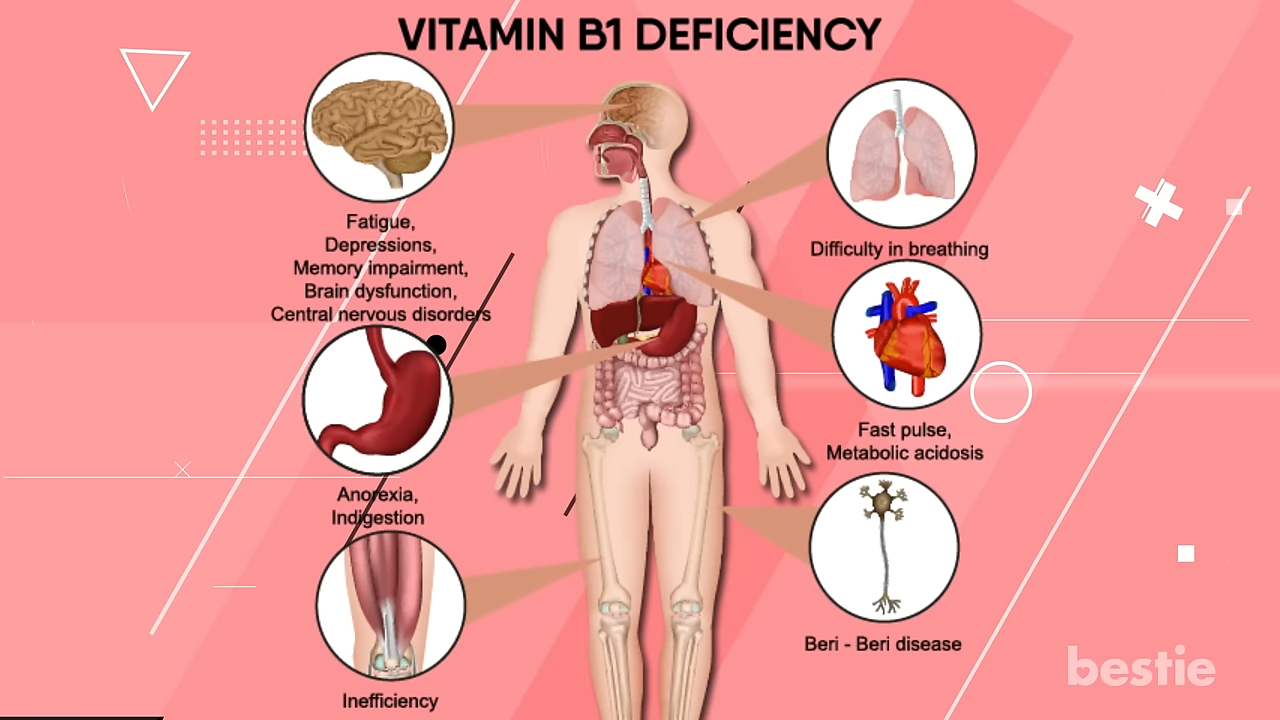 VITAMIN B1 DEFICIENCY
Fatigue,
Depressions,
Memory impairment,
Brain dysfunction,
Central nervous disorders
Anorexia,
Indigestion
Inefficiency
Difficulty in breathing
Fast pulse,
Metabolic acidosis
Beri - Beri disease
bestie